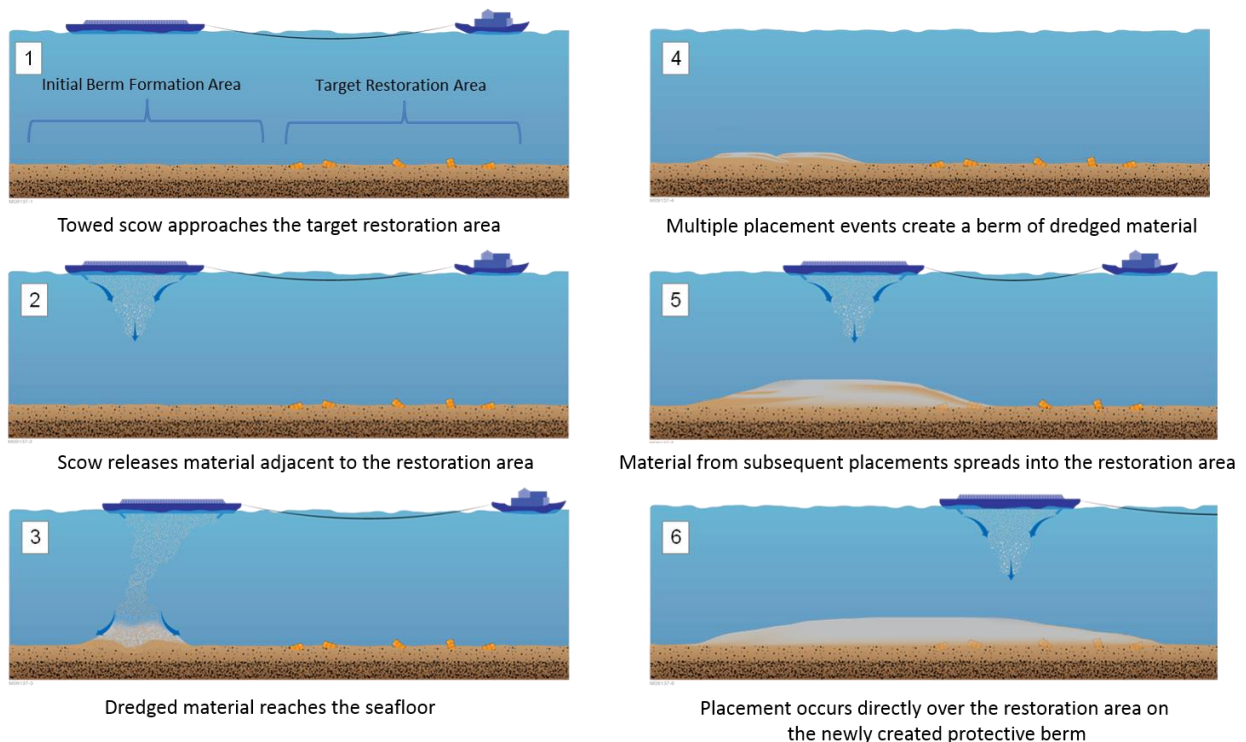 1
Initial Berm Formation Area
Target Restoration Area
Towed scow approaches the target restoration area
2
Scow releases material adjacent to the restoration area
3
Dredged material reaches the seafloor
4
Multiple placement events create a berm of dredged material
5
Material from subsequent placements spreads into the restoration area
6
Placement occurs directly over the restoration area on
the newly created protective berm